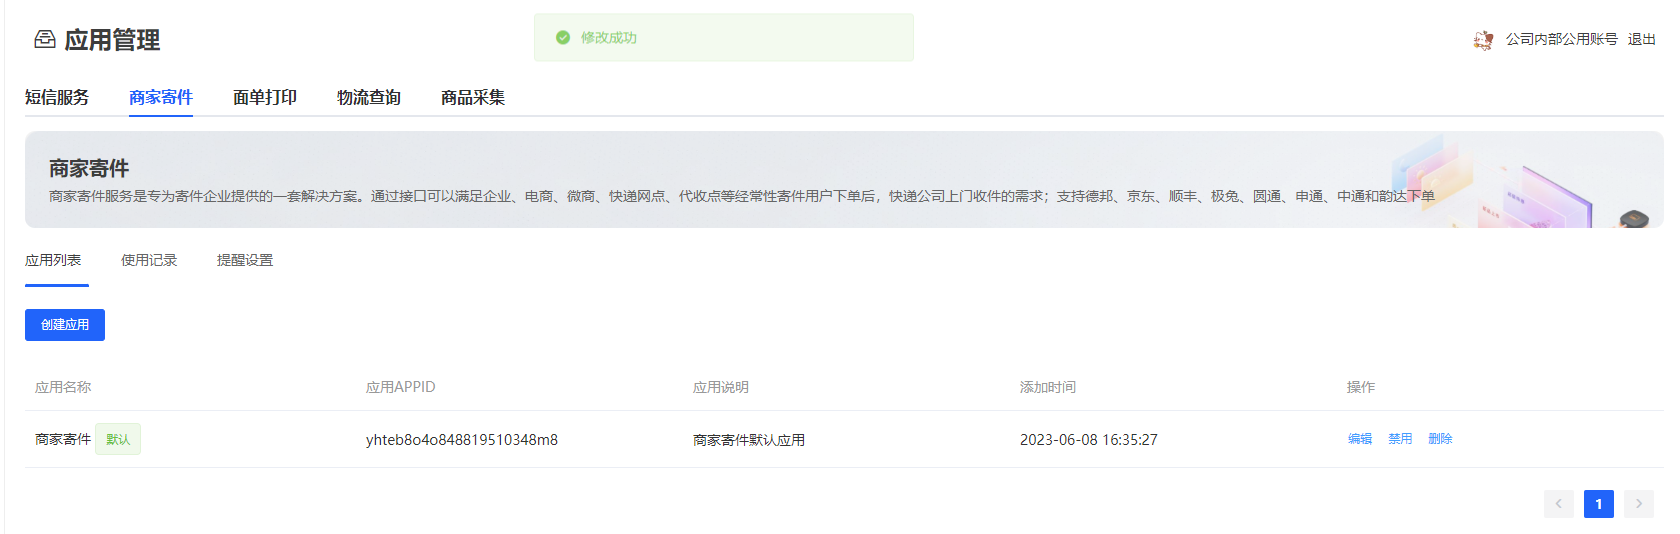 应用管理
修改成功
公司内部公用账号 退出
短信服务 商家寄件 面单打印 物流查询 商品采集
商家寄件
商家寄件服务是专为寄件企业提供的一套解决方案。通过接口可以满足企业、电商、微商、快递网点、代收点等经常性寄件用户下单后，快递公司上门收件的需求；支持德邦、京东、顺丰、极兔、圆通、申通、中通和韵达下单
应用列表 使用记录 提醒设置
创建应用
应用名称 应用APPID 应用说明 添加时间 操作
商家寄件 默认 yhteb8o4o848819510348m8 商家寄件默认应用 2023-06-08 16:35:27 编辑 禁用 删除
1